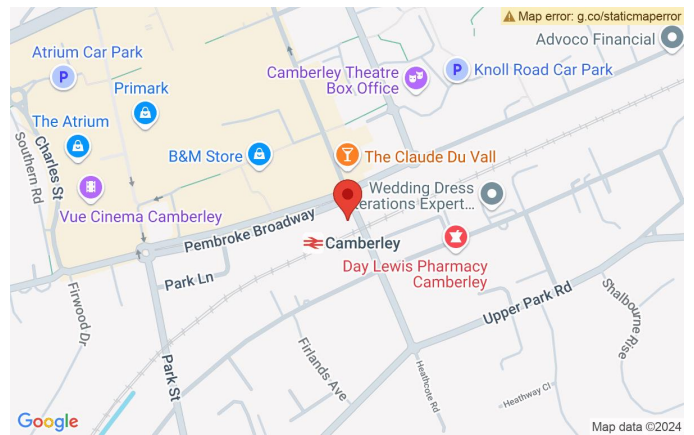 Map error: g.co/staticmaperror
Advoco Financial
Atrium Car Park
P
Camberley Theatre
Box Office
P
Knoll Road Car Park
Primark
The Atrium
B&M Store
The Claude Du Vall
Southern Rd
Charles St
Vue Cinema Camberley
Wedding Dress
erations Expert...
Pembroke Broadway
Camberley
Day Lewis Pharmacy
Camberley
Park Ln
Firwood Dr
Upper Park Rd
Shalbourne Rise
Park St
Firlands Ave
Heathcote Rd
Heathway Cl
Google
Map data ©2024